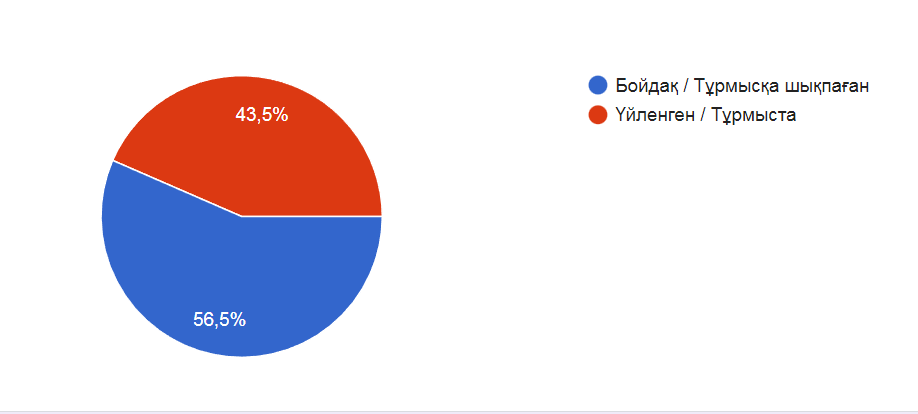 Бойдақ / Тұрмысқа шықпаған
Үйленген / Тұрмыста
43,5%
56,5%